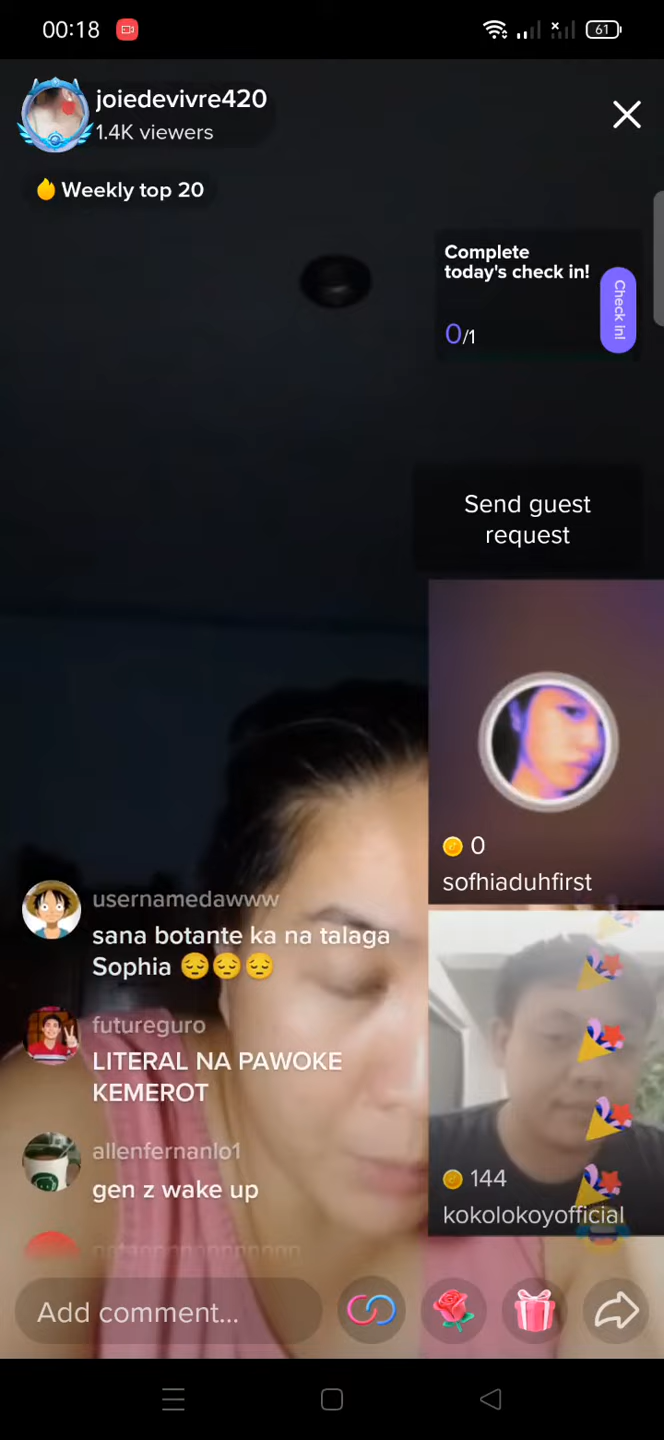 00:18
61
joiedevivre420
1.4K viewers
Weekly top 20
Complete
today's check in!
0/1
Check in!
Send guest
request
0
sofhiaduhfirst
usernamedawww
sana botante ka na talaga
Sophia 😔😔😔
futureguro
LITERAL NA PAWOKE
KEMEROT
allenfernanlo1
gen z wake up
144
kokolokoyofficial
Add comment...